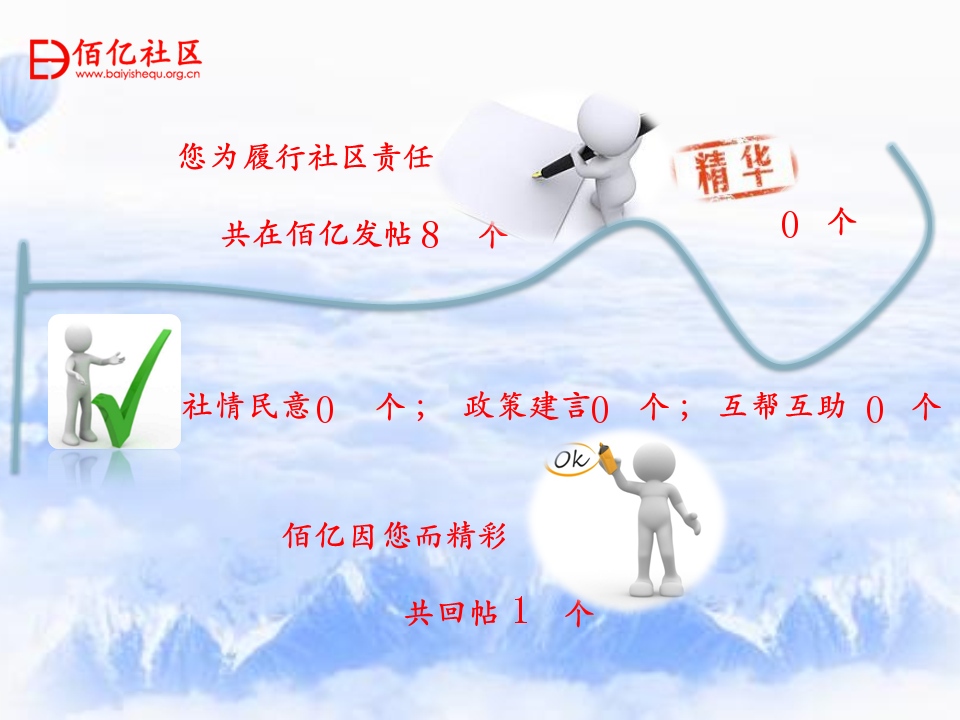 佰亿社区
www.baiyishequ.org.cn
您为履行社区责任
精华
共在佰亿发帖 8 个
0 个
社情民意 0 个； 政策建言 0 个； 互帮互助 0 个
Ok
佰亿因您而精彩
共回帖 1 个